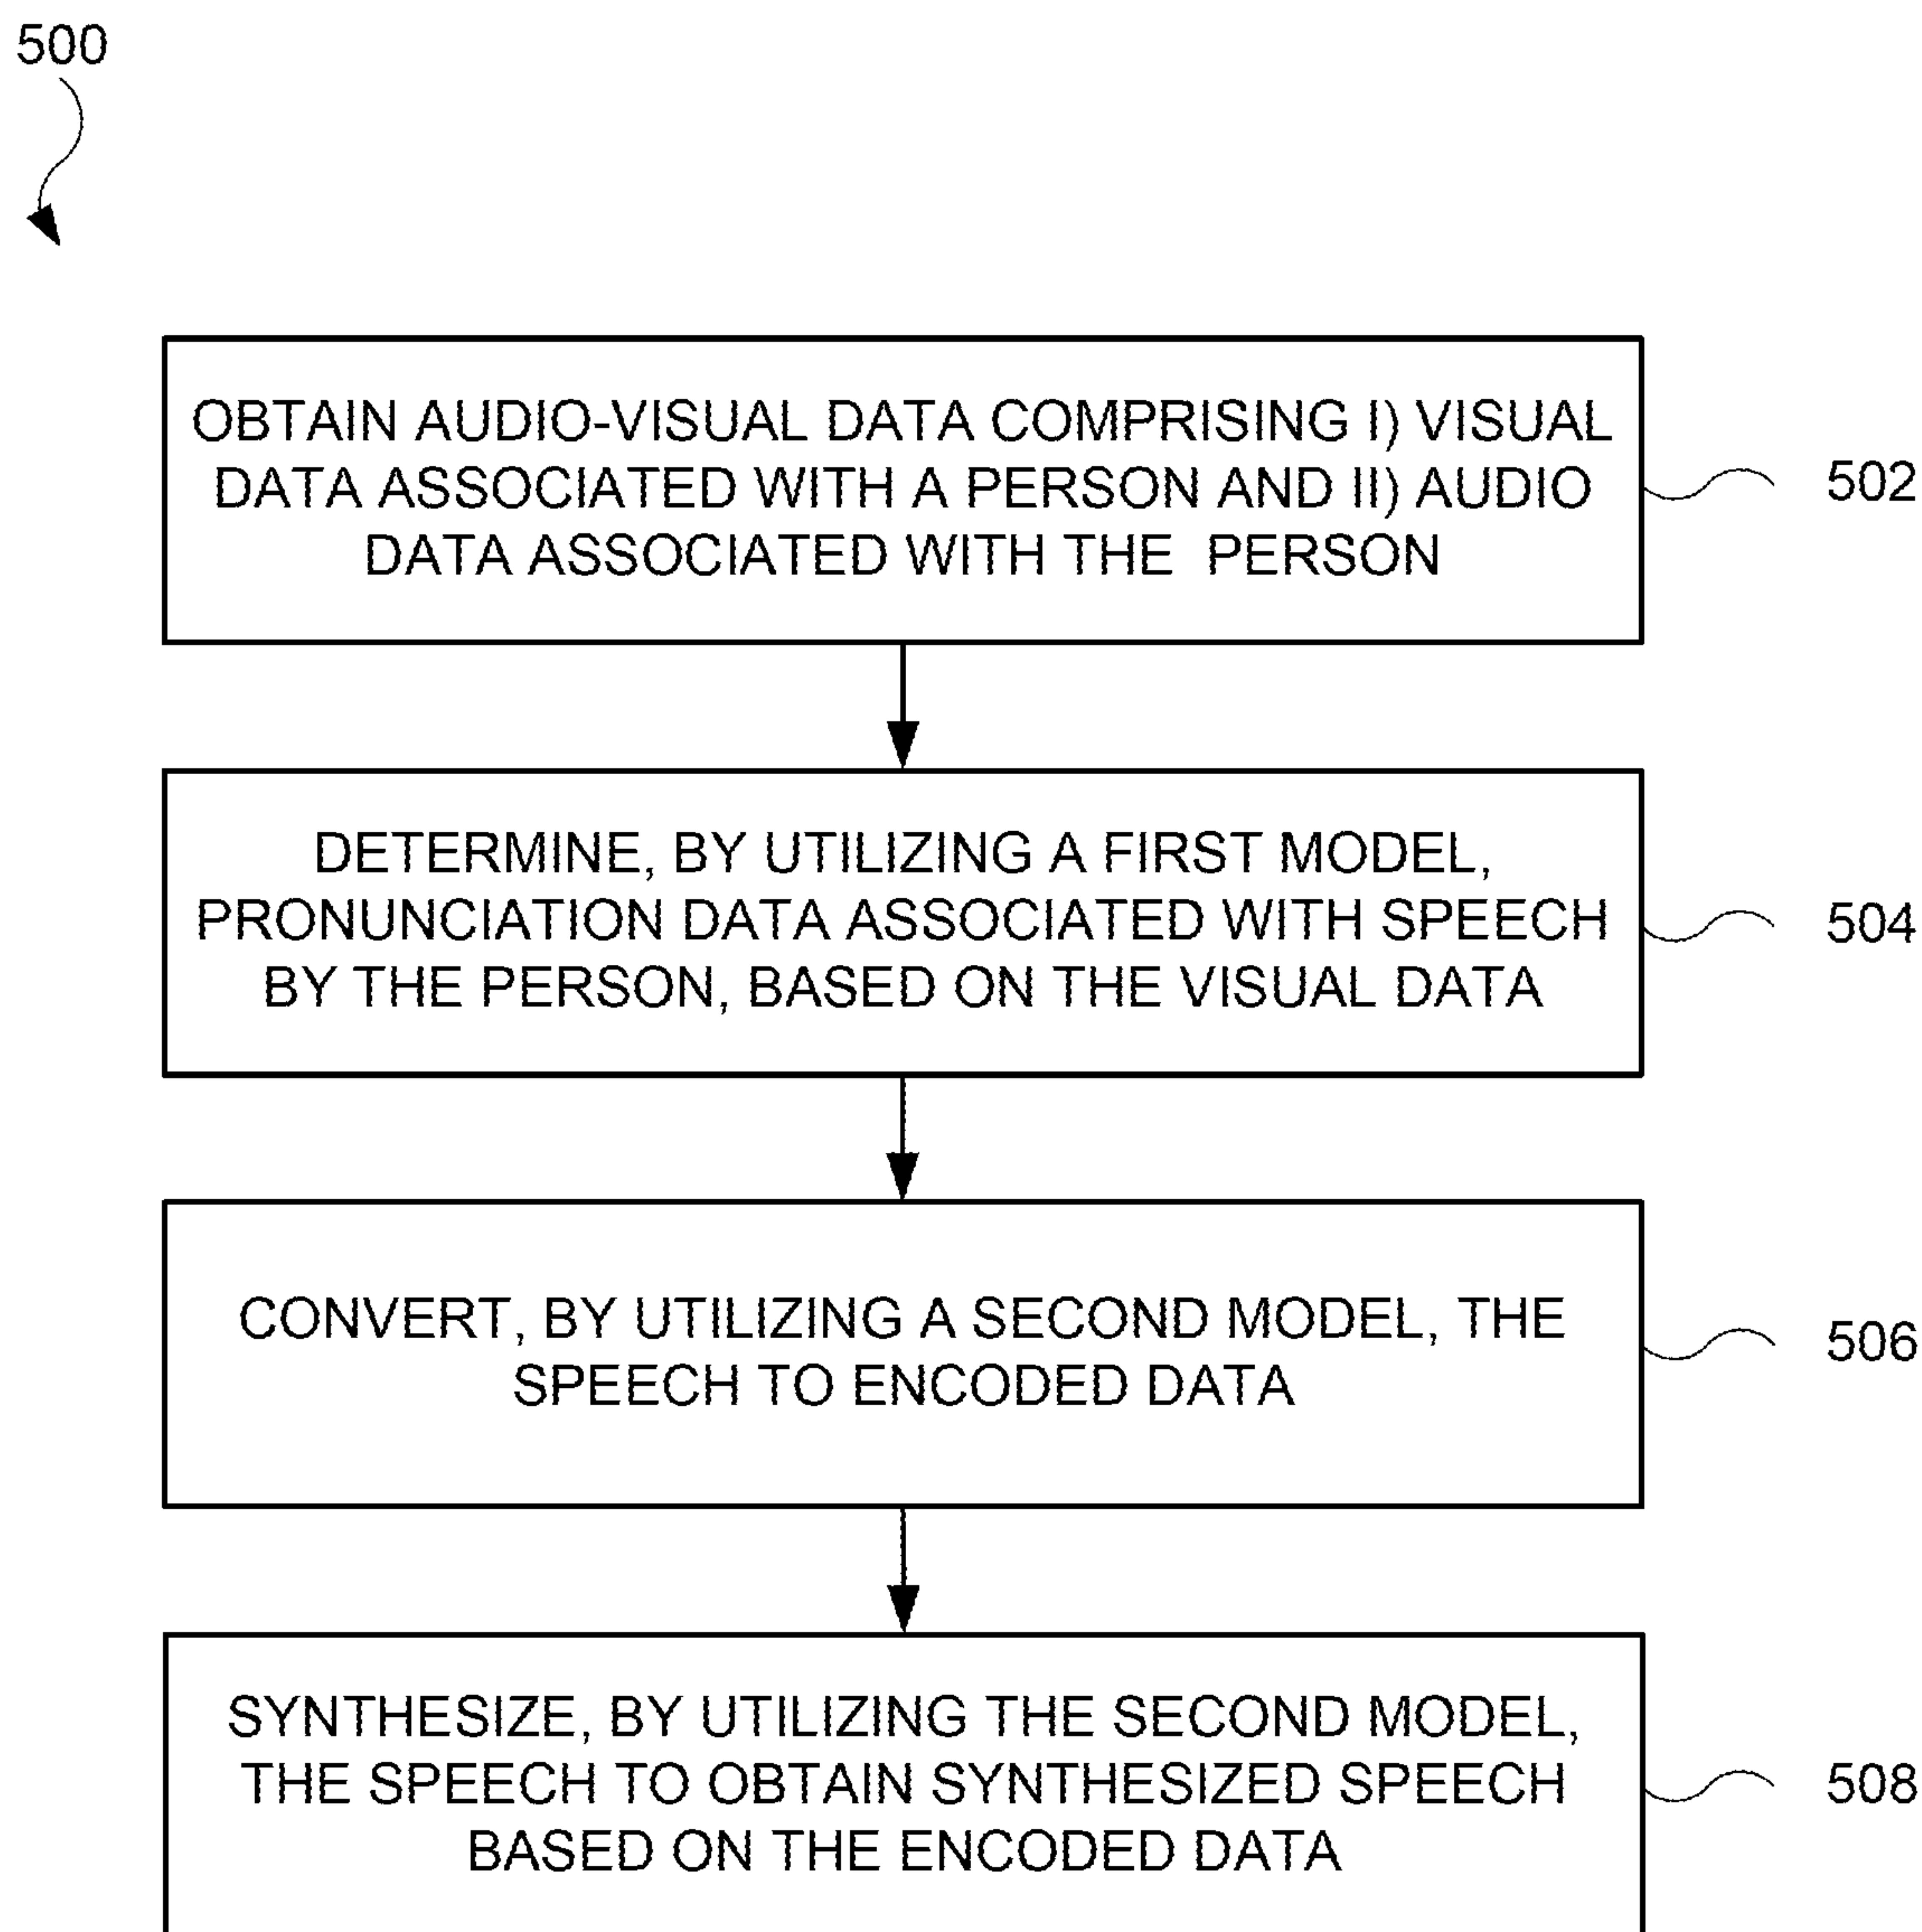 500
OBTAIN AUDIO-VISUAL DATA COMPRISING I) VISUAL
DATA ASSOCIATED WITH A PERSON AND II) AUDIO
DATA ASSOCIATED WITH THE PERSON
502
DETERMINE, BY UTILIZING A FIRST MODEL,
PRONUNCIATION DATA ASSOCIATED WITH SPEECH
BY THE PERSON, BASED ON THE VISUAL DATA
504
CONVERT, BY UTILIZING A SECOND MODEL, THE
SPEECH TO ENCODED DATA
506
SYNTHESIZE, BY UTILIZING THE SECOND MODEL,
THE SPEECH TO OBTAIN SYNTHESIZED SPEECH
BASED ON THE ENCODED DATA
508